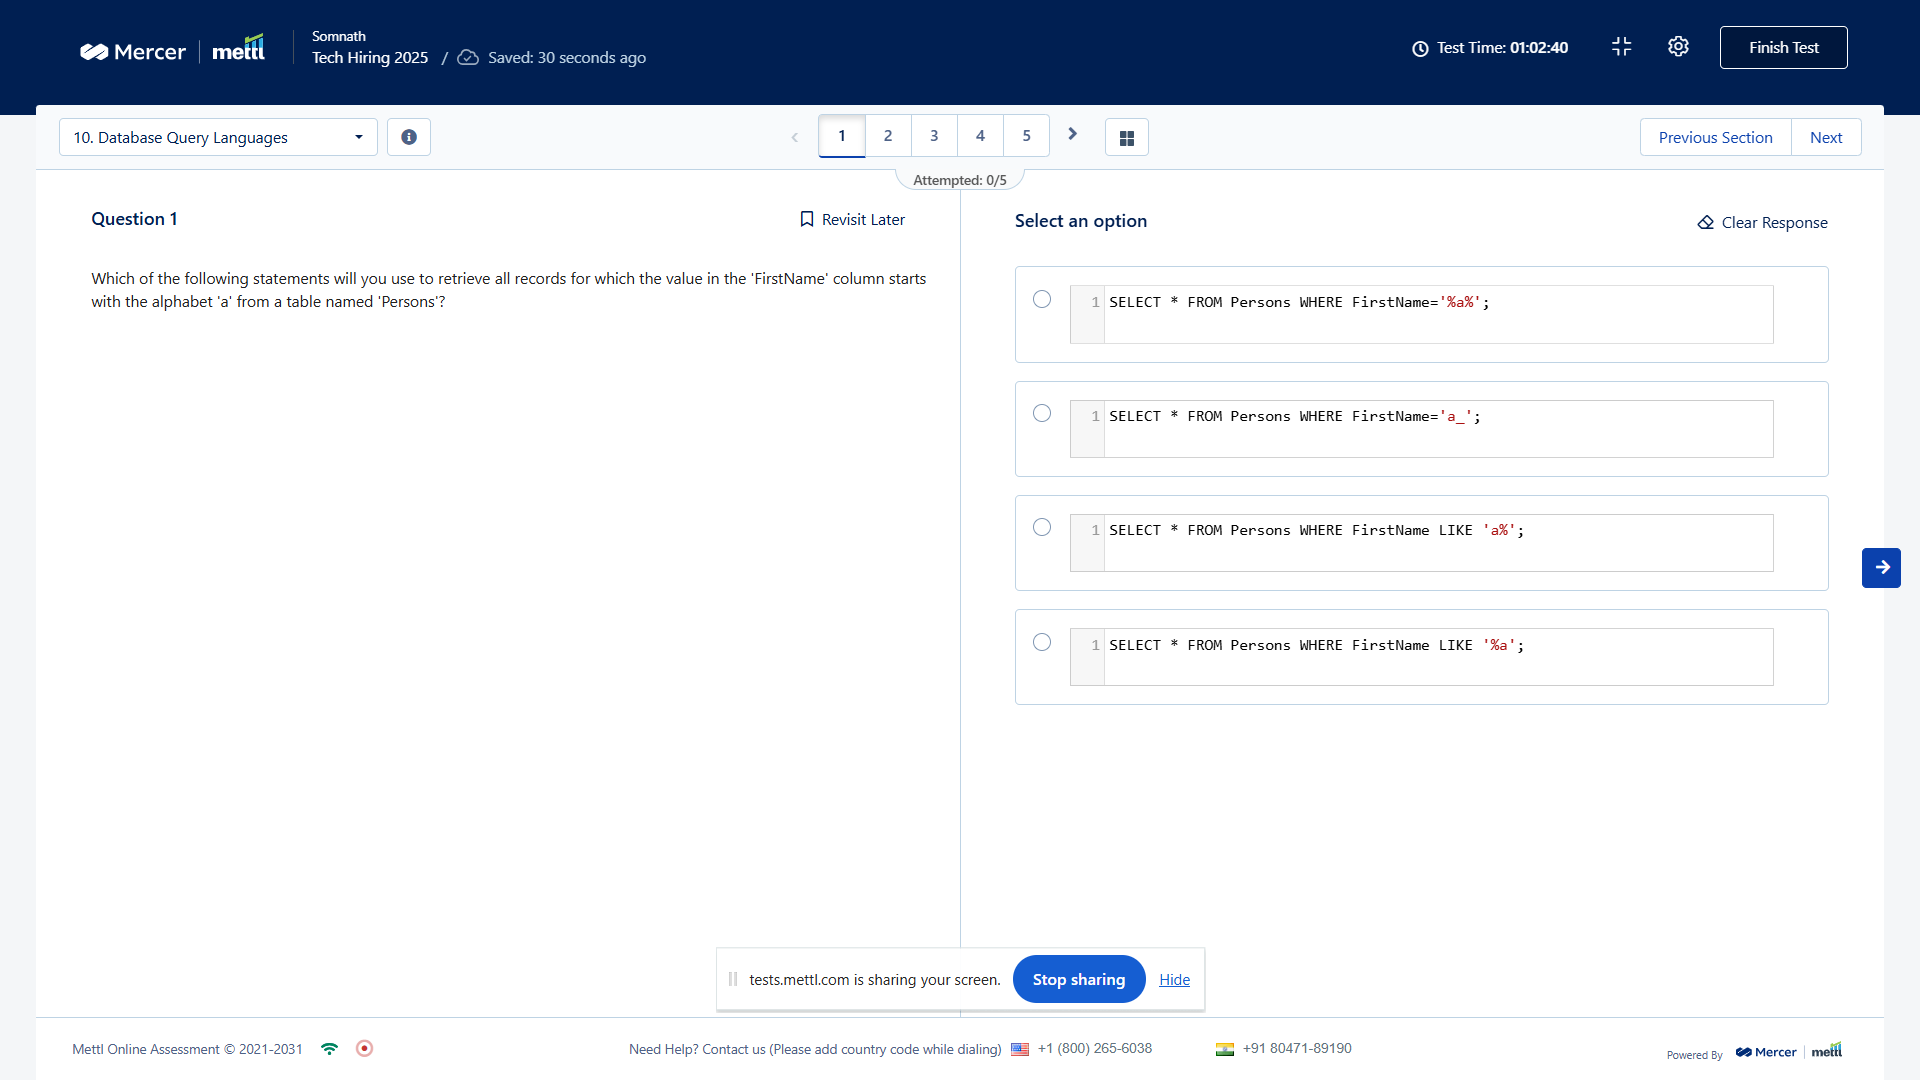 Mercer
mettl
Somnath
Tech Hiring 2025 / Saved: 30 seconds ago
Test Time: 01:02:40
Finish Test
10. Database Query Languages
1 2 3 4 5
Previous Section
Next
Attempted: 0/5
Question 1
Revisit Later
Which of the following statements will you use to retrieve all records for which the value in the 'FirstName' column starts
with the alphabet 'a' from a table named 'Persons'?
Select an option
Clear Response
1 SELECT * FROM Persons WHERE FirstName='%a%';
1 SELECT * FROM Persons WHERE FirstName='a_';
1 SELECT * FROM Persons WHERE FirstName LIKE 'a%';
1 SELECT * FROM Persons WHERE FirstName LIKE '%a';
tests.mettl.com is sharing your screen.
Stop sharing
Hide
Mettl Online Assessment © 2021-2031
Need Help? Contact us (Please add country code while dialing)
+1 (800) 265-6038
+91 80471-89190
Powered By
Mercer
mettl